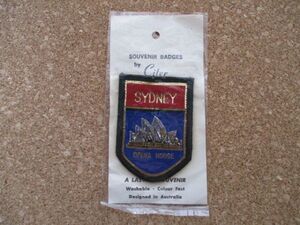 SOUVENIR BADGES
by
SYDNEY
OPERA HOUSE
A LASTING SOUVENIR
Washable - Colour Fast
Designed in Australia